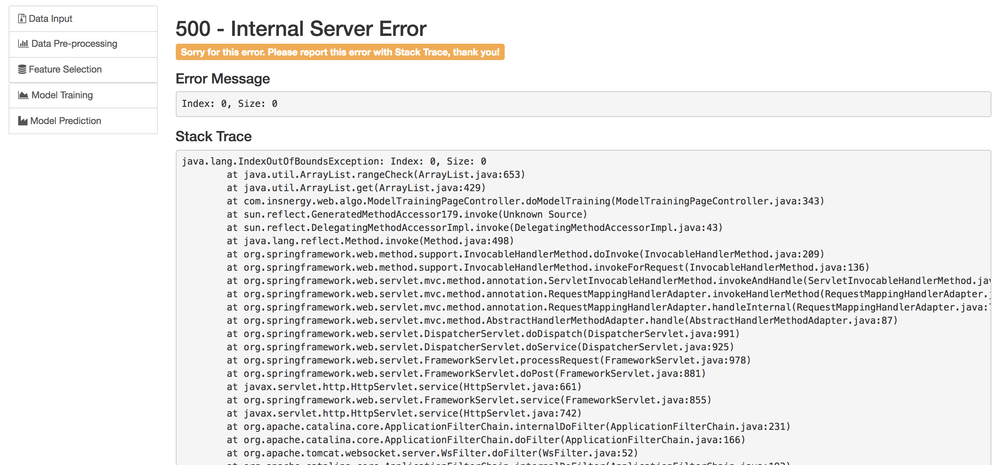 Data Input
Data Pre-processing
Feature Selection
Model Training
Model Prediction
500 - Internal Server Error
Sorry for this error. Please report this error with Stack Trace, thank you!
Error Message
Index: 0, Size: 0
Stack Trace
java.lang.IndexOutOfBoundsException: Index: 0, Size: 0
at java.util.ArrayList.rangeCheck(ArrayList.java:653)
at java.util.ArrayList.get(ArrayList.java:429)
at com.insnergy.web.algo.ModelTrainingPageController.doModelTraining(ModelTrainingPageController.java:343)
at sun.reflect.GeneratedMethodAccessor179.invoke(Unknown Source)
at sun.reflect.DelegatingMethodAccessorImpl.invoke(DelegatingMethodAccessorImpl.java:43)
at java.lang.reflect.Method.invoke(Method.java:498)
at org.springframework.web.method.support.InvocableHandlerMethod.doInvoke(InvocableHandlerMethod.java:209)
at org.springframework.web.method.support.InvocableHandlerMethod.invokeForRequest(InvocableHandlerMethod.java:136)
at org.springframework.web.servlet.mvc.method.annotation.ServletInvocableHandlerMethod.invokeAndHandle(ServletInvocableHandlerMethod.jav
at org.springframework.web.servlet.mvc.method.annotation.RequestMappingHandlerAdapter.invokeHandlerMethod(RequestMappingHandlerAdapter.j
at org.springframework.web.servlet.mvc.method.annotation.RequestMappingHandlerAdapter.handleInternal(RequestMappingHandlerAdapter.java:7
at org.springframework.web.servlet.mvc.method.AbstractHandlerMethodAdapter.handle(AbstractHandlerMethodAdapter.java:87)
at org.springframework.web.servlet.DispatcherServlet.doDispatch(DispatcherServlet.java:991)
at org.springframework.web.servlet.DispatcherServlet.doService(DispatcherServlet.java:925)
at org.springframework.web.servlet.FrameworkServlet.processRequest(FrameworkServlet.java:978)
at org.springframework.web.servlet.FrameworkServlet.doPost(FrameworkServlet.java:881)
at javax.servlet.http.HttpServlet.service(HttpServlet.java:661)
at org.springframework.web.servlet.FrameworkServlet.service(FrameworkServlet.java:855)
at javax.servlet.http.HttpServlet.service(HttpServlet.java:742)
at org.apache.catalina.core.ApplicationFilterChain.internalDoFilter(ApplicationFilterChain.java:231)
at org.apache.catalina.core.ApplicationFilterChain.doFilter(ApplicationFilterChain.java:166)
at org.apache.tomcat.websocket.server.WsFilter.doFilter(WsFilter.java:52)
at org.apache.catalina.core.ApplicationFilterChain.internalDoFilter(ApplicationFilterChain.java:193)